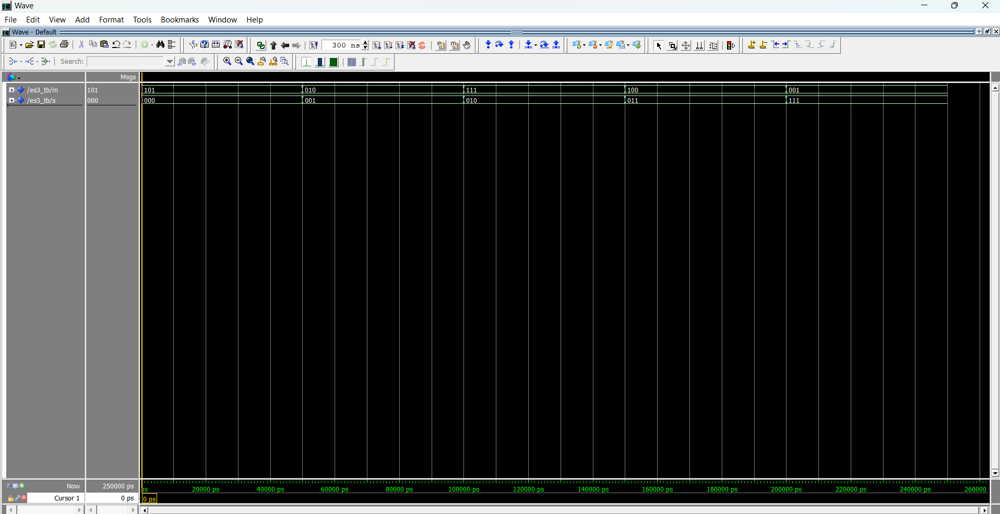 Wave
File Edit View Add Format Tools Bookmarks Window Help
Wave - Default
300 ns
Search:
Msgs
/es3_tb/m 101 101 010 111 100 001
/es3_tb/s 000 000 001 010 011 111
Now 250000 ps ps 20000 ps 40000 ps 60000 ps 80000 ps 100000 ps 120000 ps 140000 ps 160000 ps 180000 ps 200000 ps 220000 ps 240000 ps 260000
Cursor 1 0 ps 0 ps